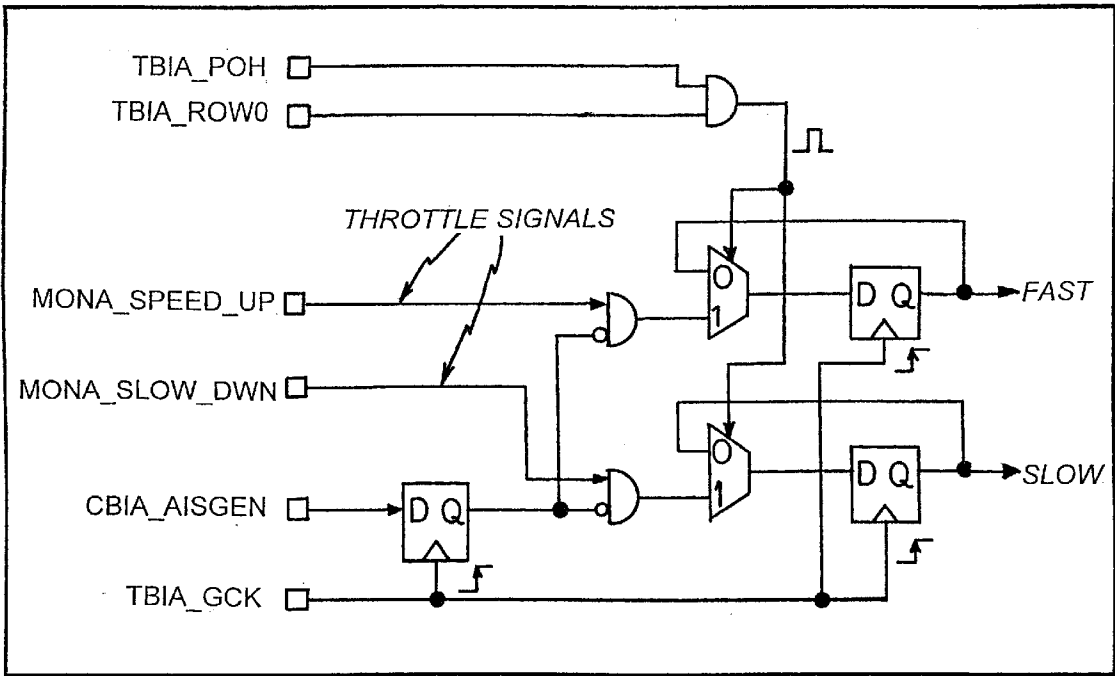 TBIA_POH
TBIA_ROW0
THROTTLE SIGNALS
MONA_SPEED_UP
0
1
D Q
FAST
MONA_SLOW_DWN
0
1
D Q
SLOW
CBIA_AISGEN
D Q
TBIA_GCK